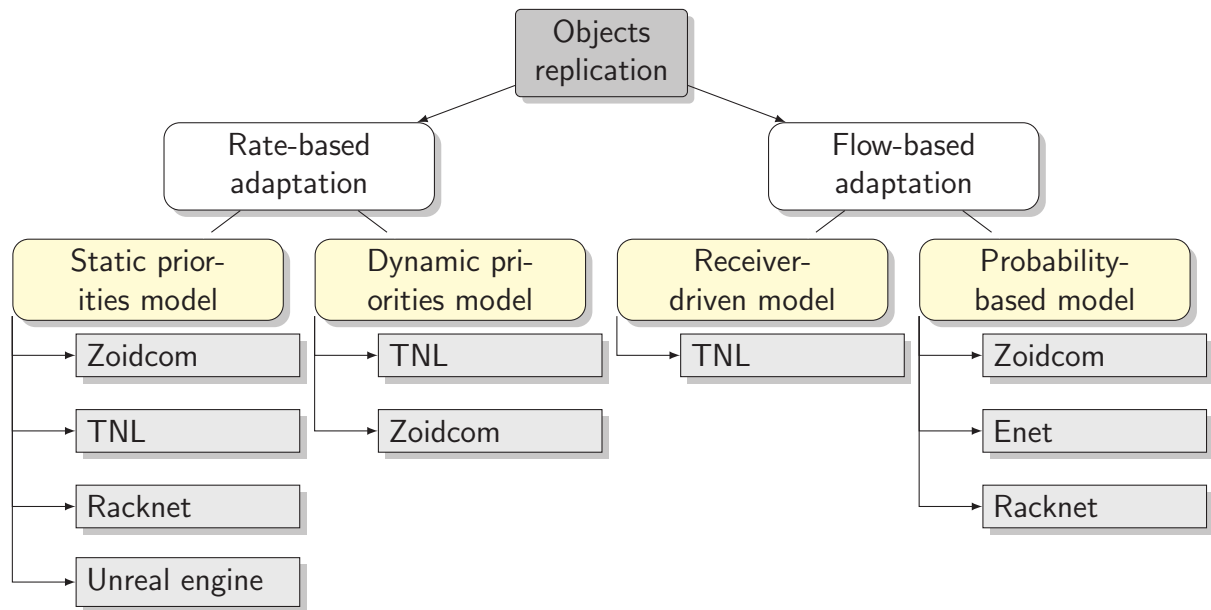 Objects
replication
Rate-based
adaptation
Flow-based
adaptation
Static prior-
ities model
Dynamic pri-
orities model
Receiver-
driven model
Probability-
based model
Zoidcom
TNL
Racknet
Unreal engine
TNL
Zoidcom
TNL
Zoidcom
Enet
Racknet